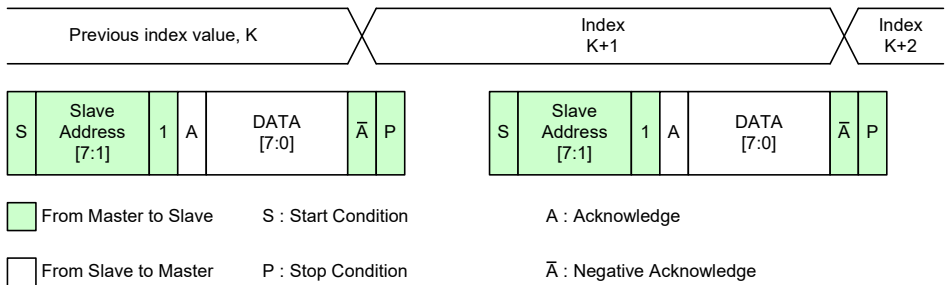 Previous index value, K
Index
K+1
Index
K+2
S
Slave
Address
[7:1]
1
A
DATA
[7:0]
A̅
P
S
Slave
Address
[7:1]
1
A
DATA
[7:0]
A̅
P
From Master to Slave
S : Start Condition
A : Acknowledge
From Slave to Master
P : Stop Condition
A̅ : Negative Acknowledge